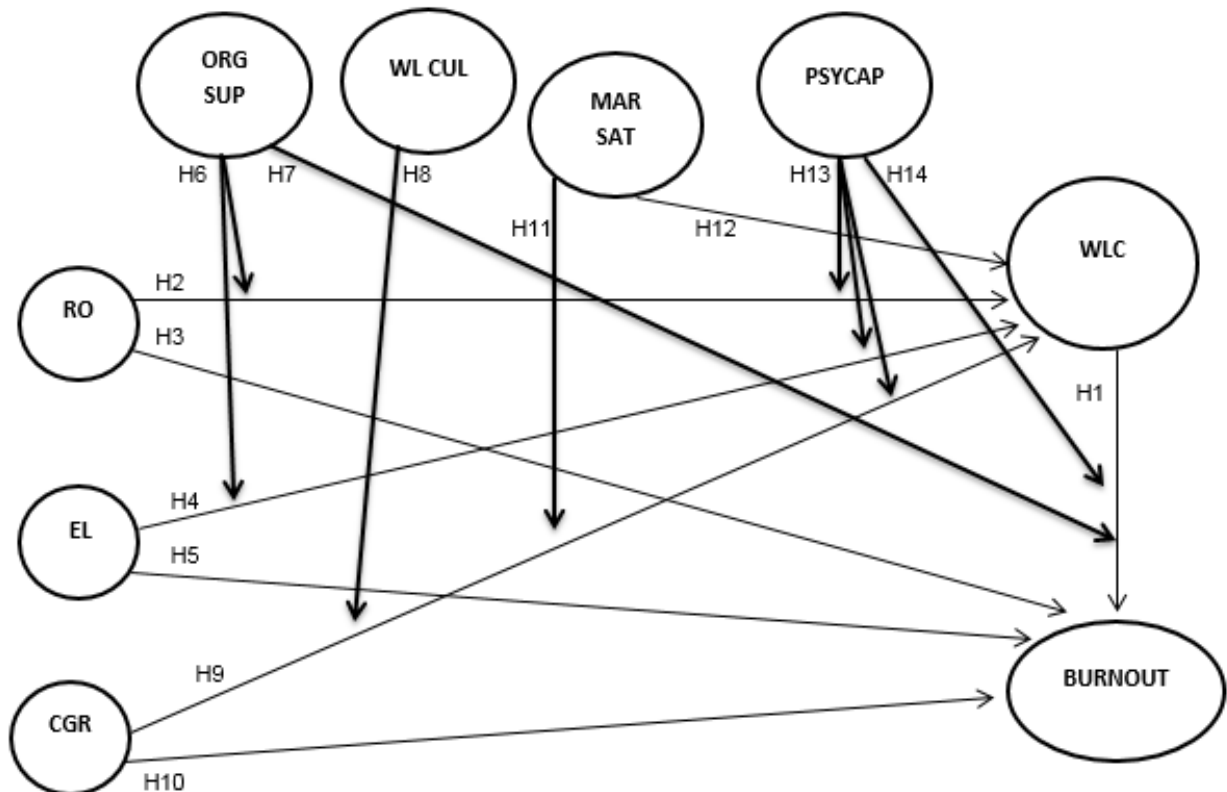 ORG
SUP
WL CUL
MAR
SAT
PSYCAP
H6
H7
H8
H13
H14
H11
H12
WLC
RO
H2
H3
H1
EL
H4
H5
H9
CGR
H10
BURNOUT